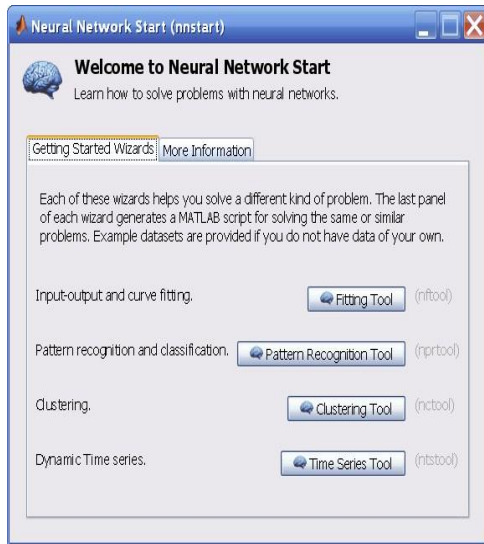 Neural Network Start (nnstart)
Welcome to Neural Network Start
Learn how to solve problems with neural networks.
Getting Started Wizards More Information
Each of these wizards helps you solve a different kind of problem. The last panel
of each wizard generates a MATLAB script for solving the same or similar
problems. Example datasets are provided if you do not have data of your own.
Input-output and curve fitting. Fitting Tool (nftool)
Pattern recognition and classification. Pattern Recognition Tool (nprtool)
Clustering. Clustering Tool (nctool)
Dynamic Time series. Time Series Tool (ntstool)